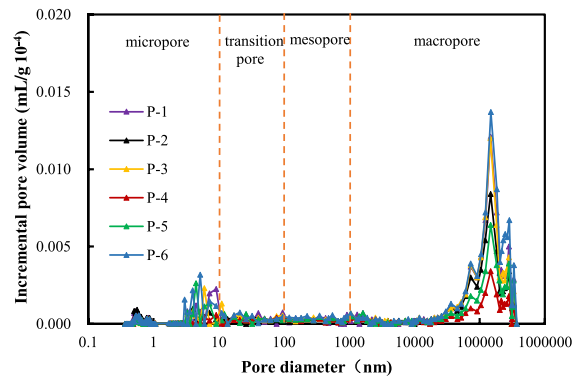 0.020
0.015
0.010
0.005
0.000
Incremental pore volume (mL/g 10⁻⁴)
micropore
transition
pore
mesopore
macropore
P-1
P-2
P-3
P-4
P-5
P-6
0.1
1
10
100
1000
10000
100000
1000000
Pore diameter（nm）